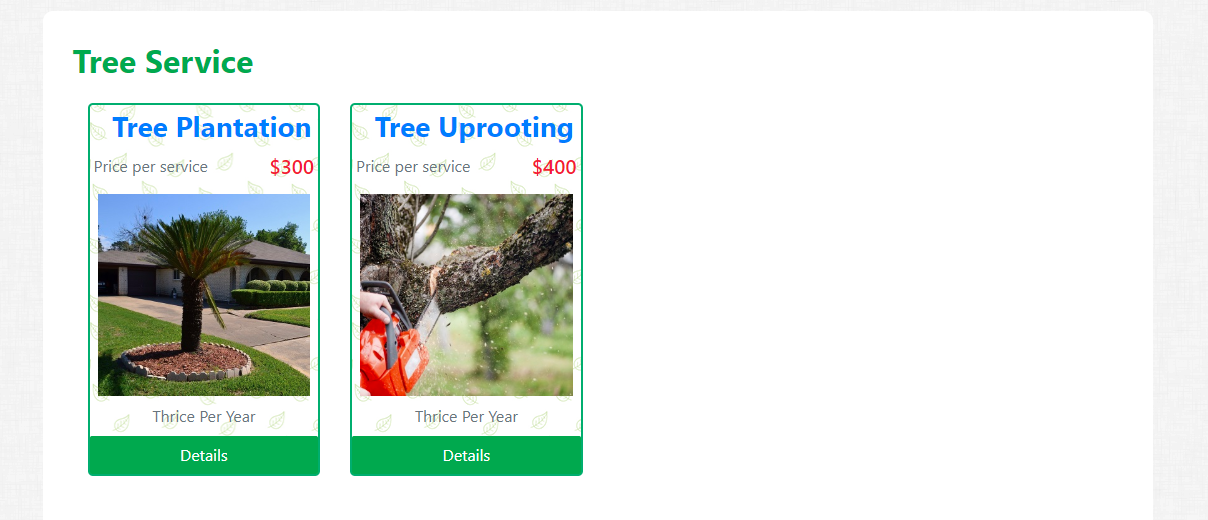 Tree Service
Tree Plantation
Price per service $300
Thrice Per Year
Details
Tree Uprooting
Price per service $400
Thrice Per Year
Details